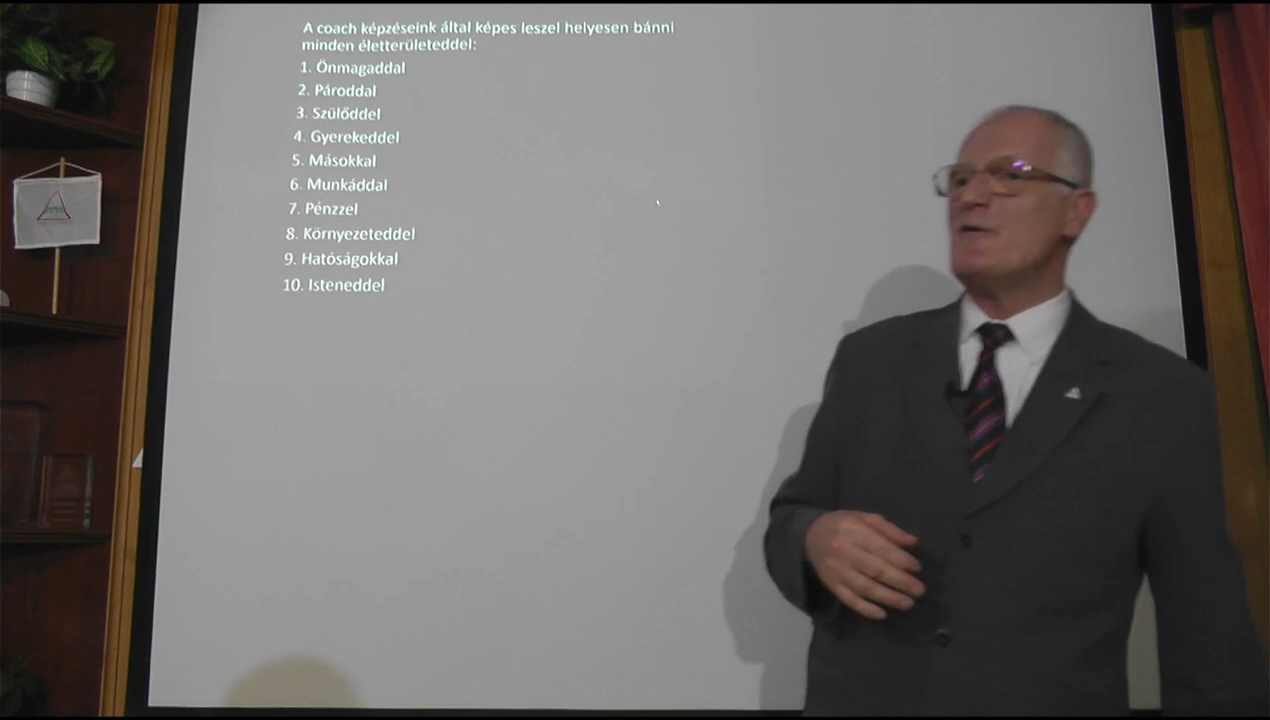 A coach képzéseink által képes leszel helyesen bánni
minden életterületeddel:
1. Önmagaddal
2. Pároddal
3. Szülőddel
4. Gyerekeddel
5. Másokkal
6. Munkáddal
7. Pénzzel
8. Környezeteddel
9. Hatóságokkal
10. Isteneddel